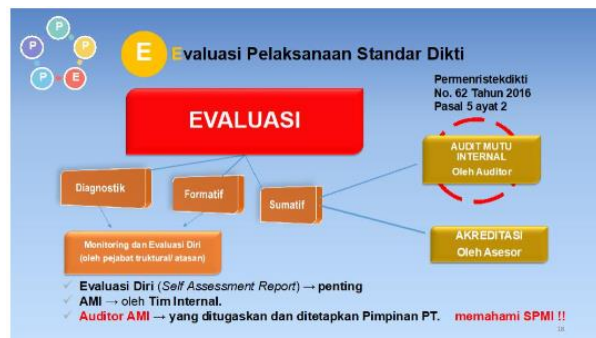 P
P
P
E
P
E
Evaluasi Pelaksanaan Standar Dikti
Permenristekdikti
No. 62 Tahun 2016
Pasal 5 ayat 2
EVALUASI
AUDIT MUTU
INTERNAL
Oleh Auditor
Diagnostik
Formatif
Sumatif
Monitoring dan Evaluasi Diri
(oleh pejabat truktural/ atasan)
AKREDITASI
Oleh Asesor
✓ Evaluasi Diri (Self Assessment Report) → penting
✓ AMI → oleh Tim Internal.
✓ Auditor AMI → yang ditugaskan dan ditetapkan Pimpinan PT. memahami SPMI !!